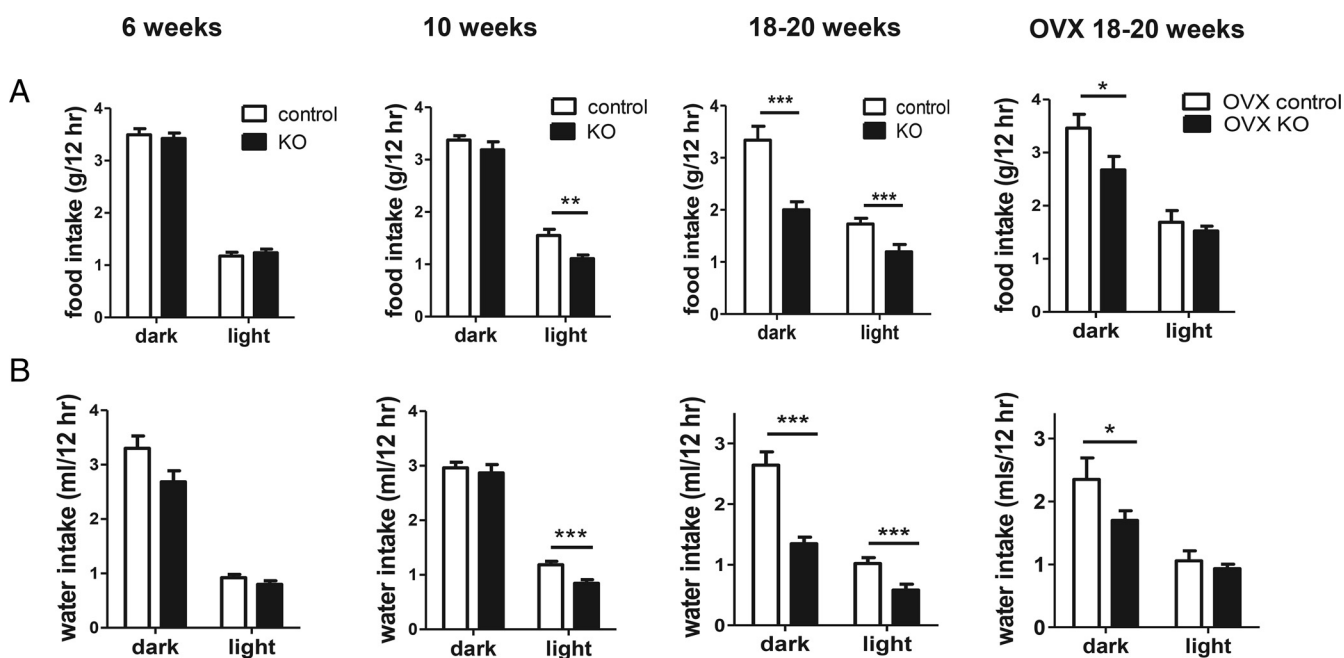 6 weeks
10 weeks
18-20 weeks
OVX 18-20 weeks
A
food intake (g/12 hr)
4
3
2
1
0
dark
light
control
KO
food intake (g/12 hr)
4
3
2
1
0
**
dark
light
control
KO
food intake (g/12 hr)
4
3
2
1
0
***
***
dark
light
control
KO
food intake (g/12 hr)
4
3
2
1
0
*
dark
light
OVX control
OVX KO
B
water intake (ml/12 hr)
4
3
2
1
0
dark
light
water intake (ml/12 hr)
4
3
2
1
0
***
dark
light
water intake (ml/12 hr)
3
2
1
0
***
***
dark
light
water intake (mls/12 hr)
3
2
1
0
*
dark
light